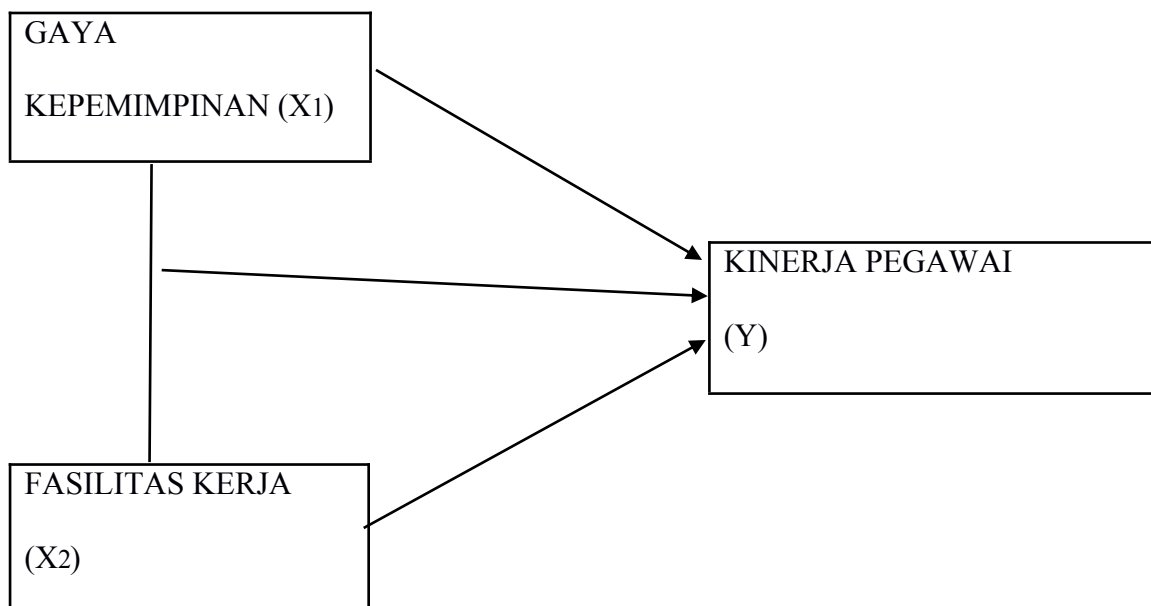 GAYA
KEPEMIMPINAN (X1)
KINERJA PEGAWAI
(Y)
FASILITAS KERJA
(X2)